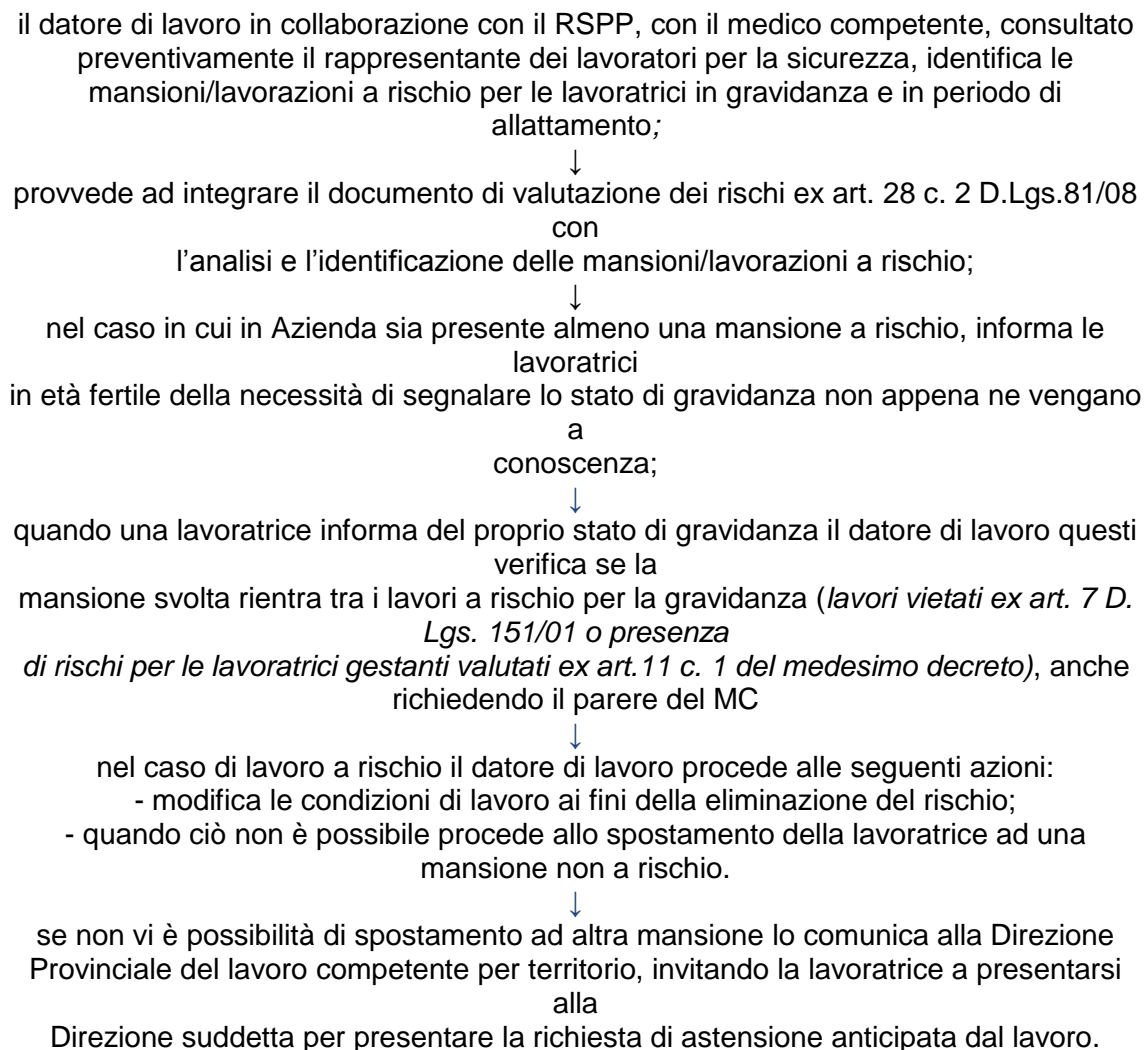 il datore di lavoro in collaborazione con il RSPP, con il medico competente, consultato
preventivamente il rappresentante dei lavoratori per la sicurezza, identifica le
mansioni/lavorazioni a rischio per le lavoratrici in gravidanza e in periodo di
allattamento;
↓
provvede ad integrare il documento di valutazione dei rischi ex art. 28 c. 2 D.Lgs.81/08
con
l'analisi e l'identificazione delle mansioni/lavorazioni a rischio;
↓
nel caso in cui in Azienda sia presente almeno una mansione a rischio, informa le
lavoratrici
in età fertile della necessità di segnalare lo stato di gravidanza non appena ne vengano
a
conoscenza;
↓
quando una lavoratrice informa del proprio stato di gravidanza il datore di lavoro questi
verifica se la
mansione svolta rientra tra i lavori a rischio per la gravidanza (lavori vietati ex art. 7 D.
Lgs. 151/01 o presenza
di rischi per le lavoratrici gestanti valutati ex art.11 c. 1 del medesimo decreto), anche
richiedendo il parere del MC
↓
nel caso di lavoro a rischio il datore di lavoro procede alle seguenti azioni:
- modifica le condizioni di lavoro ai fini della eliminazione del rischio;
- quando ciò non è possibile procede allo spostamento della lavoratrice ad una
mansione non a rischio.
↓
se non vi è possibilità di spostamento ad altra mansione lo comunica alla Direzione
Provinciale del lavoro competente per territorio, invitando la lavoratrice a presentarsi
alla
Direzione suddetta per presentare la richiesta di astensione anticipata dal lavoro.